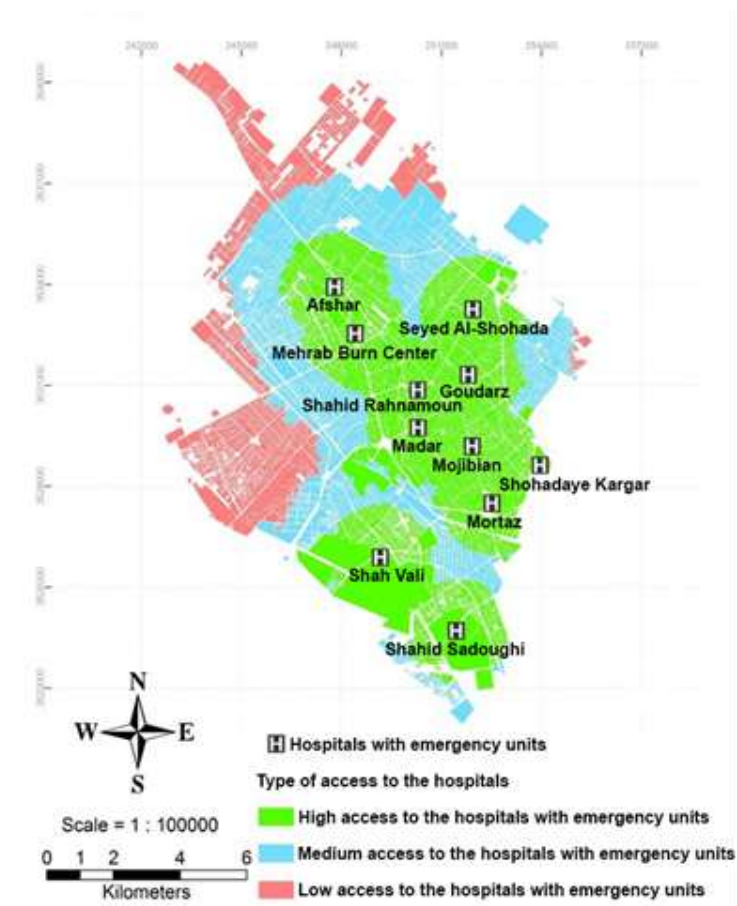 Afshar
Seyed Al-Shohada
Mehrab Burn Center
Goudarz
Shahid Rahnamoun
Madar
Mojibian
Shohadaye Kargar
Mortaz
Shah Vali
Shahid Sadoughi
N
W E
S
Hospitals with emergency units
Type of access to the hospitals
Scale = 1 : 100000
High access to the hospitals with emergency units
0 1 2 4 6
Medium access to the hospitals with emergency units
Kilometers
Low access to the hospitals with emergency units